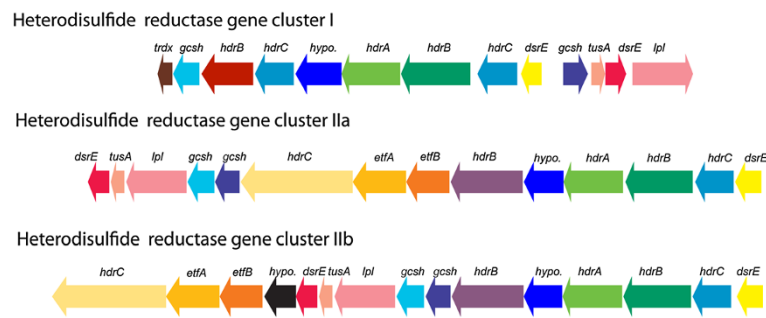 Heterodisulfide reductase gene cluster I
trdx gcsh hdrB hdrC hypo. hdrA hdrB hdrC dsrE gcsh tusA dsrE lpl
Heterodisulfide reductase gene cluster IIa
dsrE tusA lpl gcsh gcsh hdrC etfA etfB hdrB hypo. hdrA hdrB hdrC dsrE
Heterodisulfide reductase gene cluster IIb
hdrC etfA etfB hypo. dsrE tusA lpl gcsh gcsh hdrB hypo. hdrA hdrB hdrC dsrE